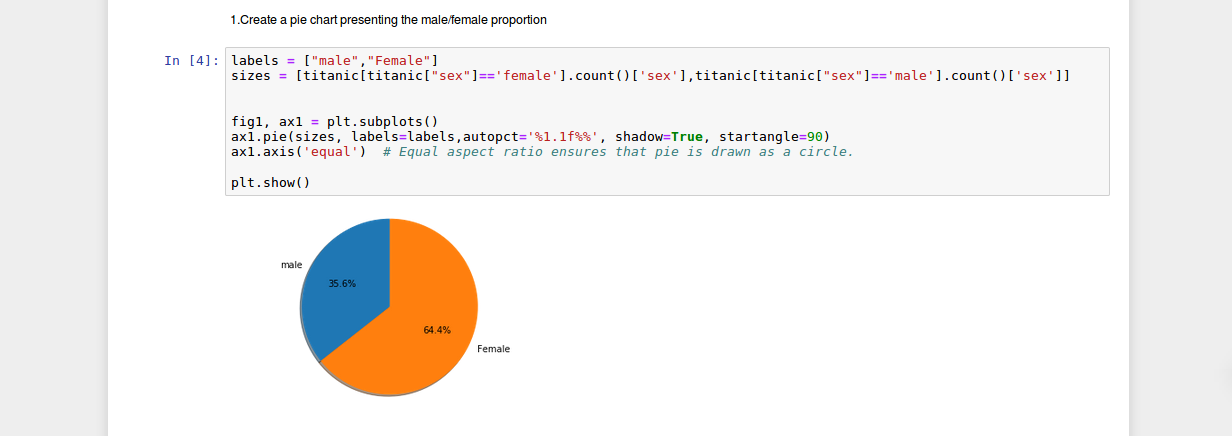 1.Create a pie chart presenting the male/female proportion
In [4]:
labels = ["male","Female"]
sizes = [titanic[titanic["sex"]=='female'].count()['sex'],titanic[titanic["sex"]=='male'].count()['sex']]
fig1, ax1 = plt.subplots()
ax1.pie(sizes, labels=labels,autopct='%1.1f%%', shadow=True, startangle=90)
ax1.axis('equal')  # Equal aspect ratio ensures that pie is drawn as a circle.
plt.show()
male
35.6%
64.4%
Female